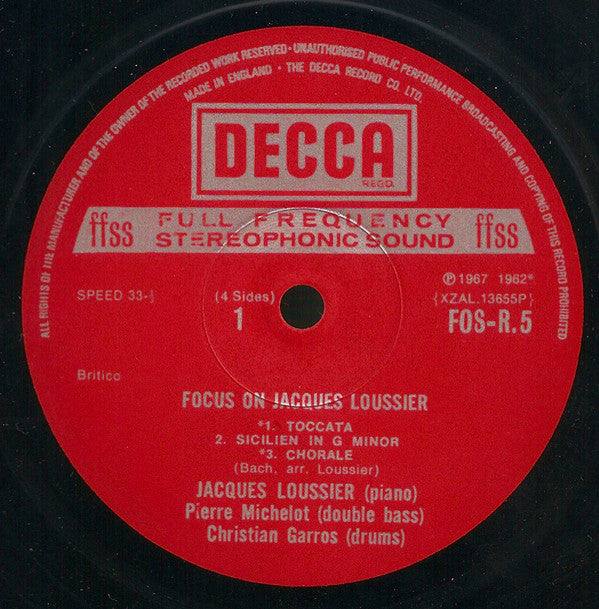 ALL RIGHTS OF THE MANUFACTURER AND OF THE OWNER OF THE RECORDED WORK RESERVED · UNAUTHORISED PUBLIC PERFORMANCE BROADCASTING AND COPYING OF THIS RECORD PROHIBITED
MADE IN ENGLAND · THE DECCA RECORD CO. LTD.
DECCA
REGD.
ffss FULL FREQUENCY ffss
STEREOPHONIC SOUND
℗ 1967 1962*
SPEED 33-⅓ (4 Sides) {XZAL.13655P}
1 FOS-R.5
Britico
FOCUS ON JACQUES LOUSSIER
*1. TOCCATA
2. SICILIEN IN G MINOR
*3. CHORALE
(Bach, arr. Loussier)
JACQUES LOUSSIER (piano)
Pierre Michelot (double bass)
Christian Garros (drums)